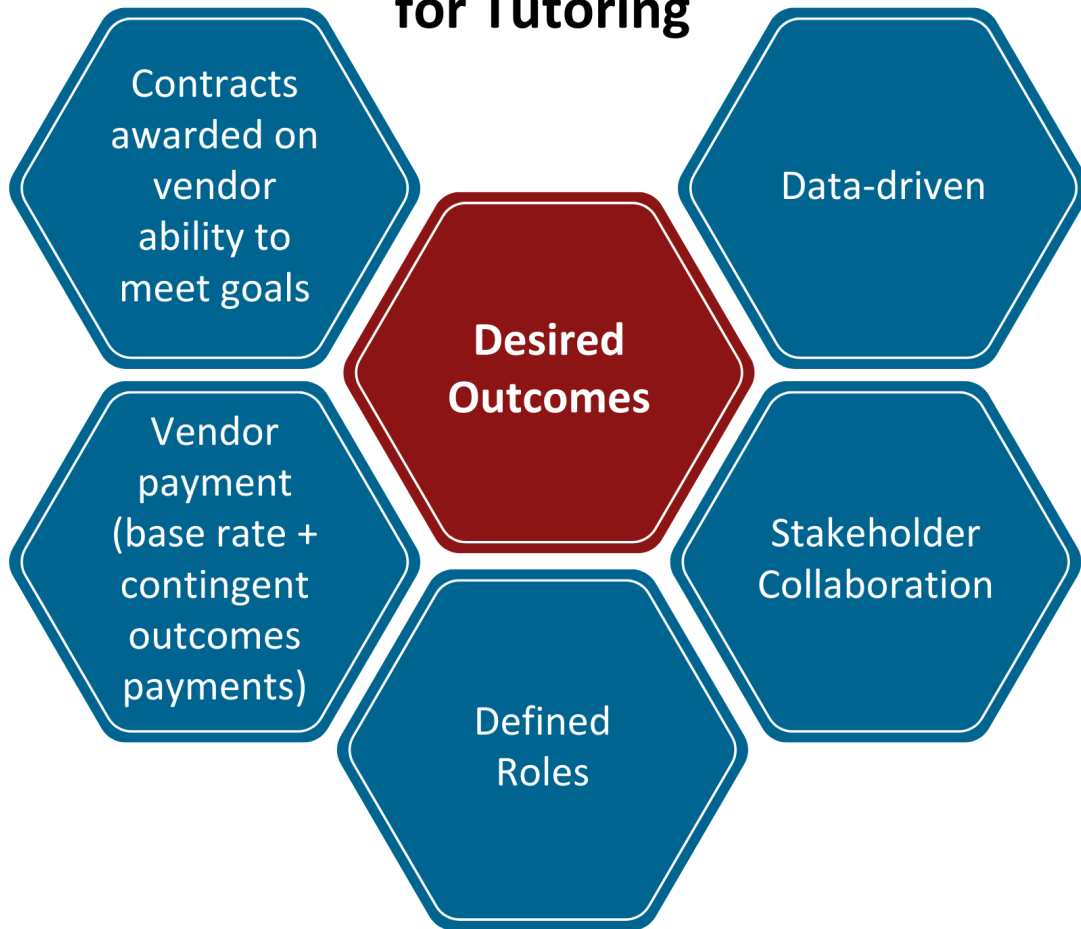 for Tutoring
Contracts
awarded on
vendor
ability to
meet goals
Data-driven
Desired
Outcomes
Vendor
payment
(base rate +
contingent
outcomes
payments)
Stakeholder
Collaboration
Defined
Roles